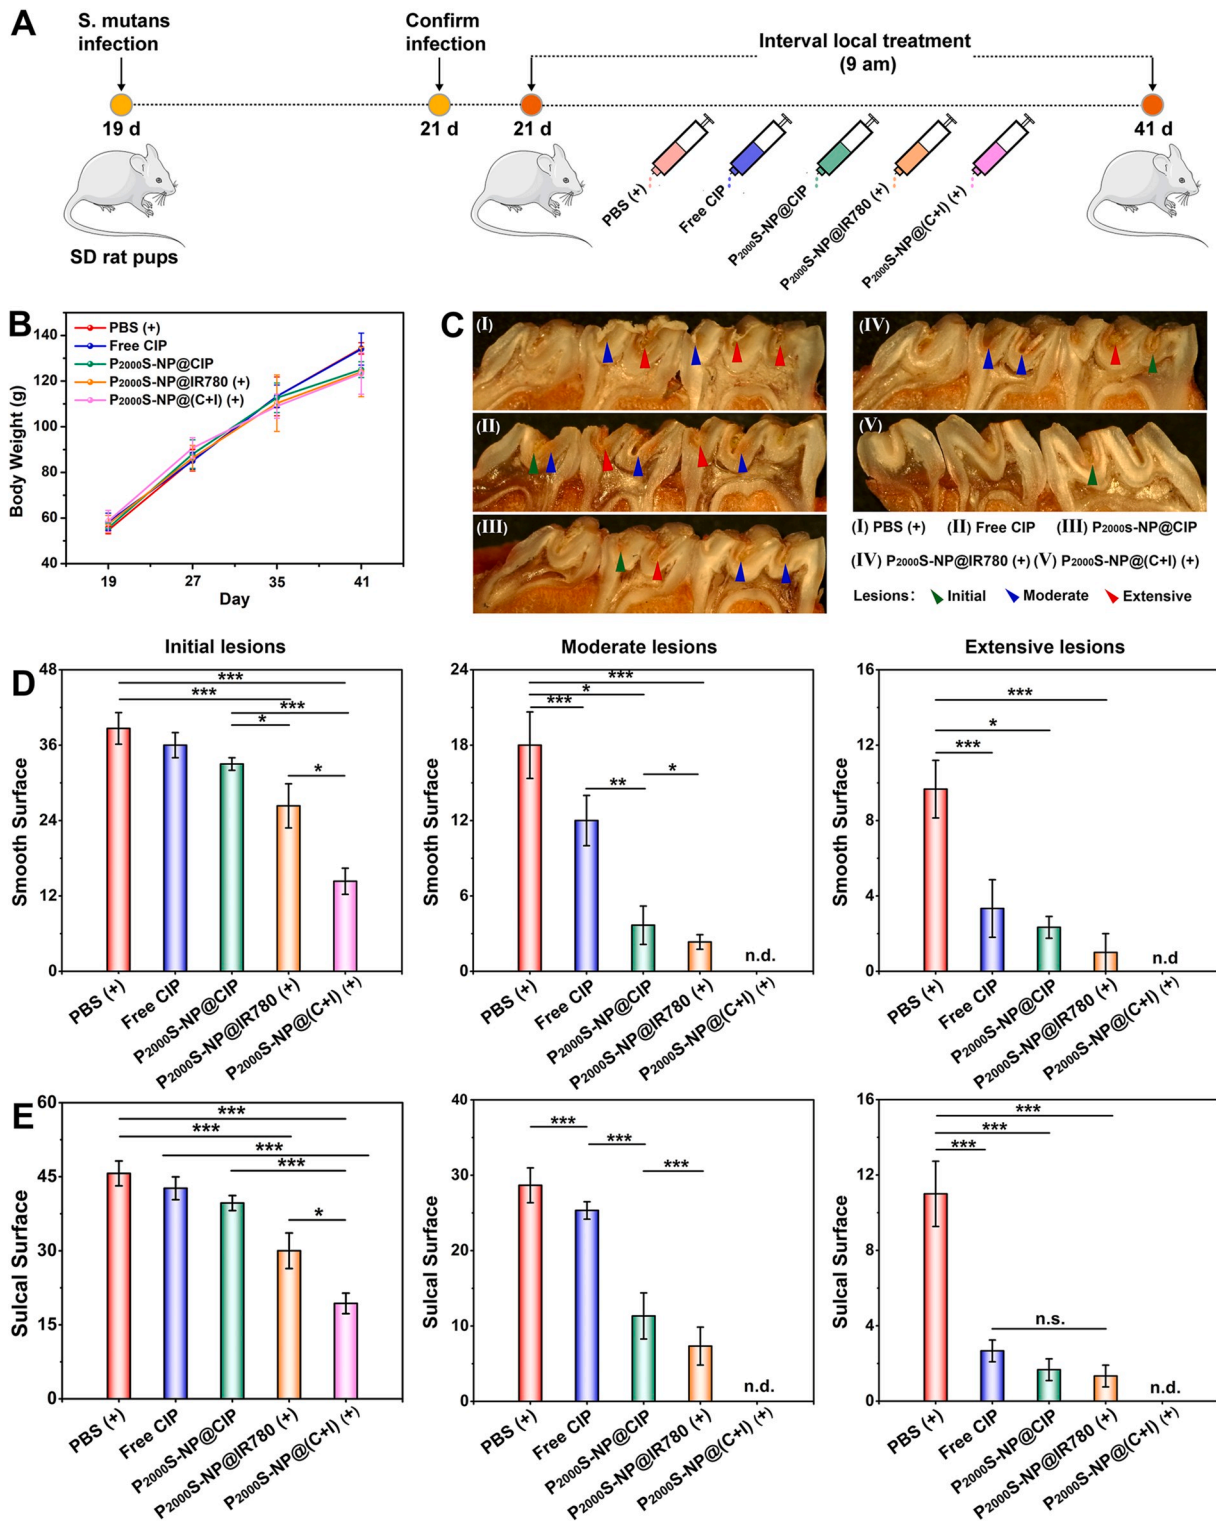 A
S. mutans
infection
Confirm
infection
Interval local treatment
(9 am)
19 d
21 d
21 d
41 d
SD rat pups
PBS (+)
Free CIP
P2000S-NP@CIP
P2000S-NP@IR780 (+)
P2000S-NP@(C+I) (+)
B
PBS (+)
Free CIP
P2000S-NP@CIP
P2000S-NP@IR780 (+)
P2000S-NP@(C+I) (+)
Body Weight (g)
140
120
100
80
60
40
19 27 35 41
Day
C
(I)
(II)
(III)
(IV)
(V)
(I) PBS (+) (II) Free CIP (III) P2000s-NP@CIP
(IV) P2000S-NP@IR780 (+) (V) P2000S-NP@(C+I) (+)
Lesions: Initial Moderate Extensive
D
Initial lesions
Smooth Surface
48
36
24
12
0
***
***
***
*
*
PBS (+)
Free CIP
P2000S-NP@CIP
P2000S-NP@IR780 (+)
P2000S-NP@(C+I) (+)
Moderate lesions
Smooth Surface
24
18
12
6
0
***
*
***
*
**
n.d.
PBS (+)
Free CIP
P2000S-NP@CIP
P2000S-NP@IR780 (+)
P2000S-NP@(C+I) (+)
Extensive lesions
Smooth Surface
16
12
8
4
0
***
*
***
n.d
PBS (+)
Free CIP
P2000S-NP@CIP
P2000S-NP@IR780 (+)
P2000S-NP@(C+I) (+)
E
Sulcal Surface
60
45
30
15
0
***
***
***
***
*
PBS (+)
Free CIP
P2000S-NP@CIP
P2000S-NP@IR780 (+)
P2000S-NP@(C+I) (+)
Sulcal Surface
40
30
20
10
0
***
***
***
n.d.
PBS (+)
Free CIP
P2000S-NP@CIP
P2000S-NP@IR780 (+)
P2000S-NP@(C+I) (+)
Sulcal Surface
16
12
8
4
0
***
***
***
n.s.
n.d.
PBS (+)
Free CIP
P2000S-NP@CIP
P2000S-NP@IR780 (+)
P2000S-NP@(C+I) (+)